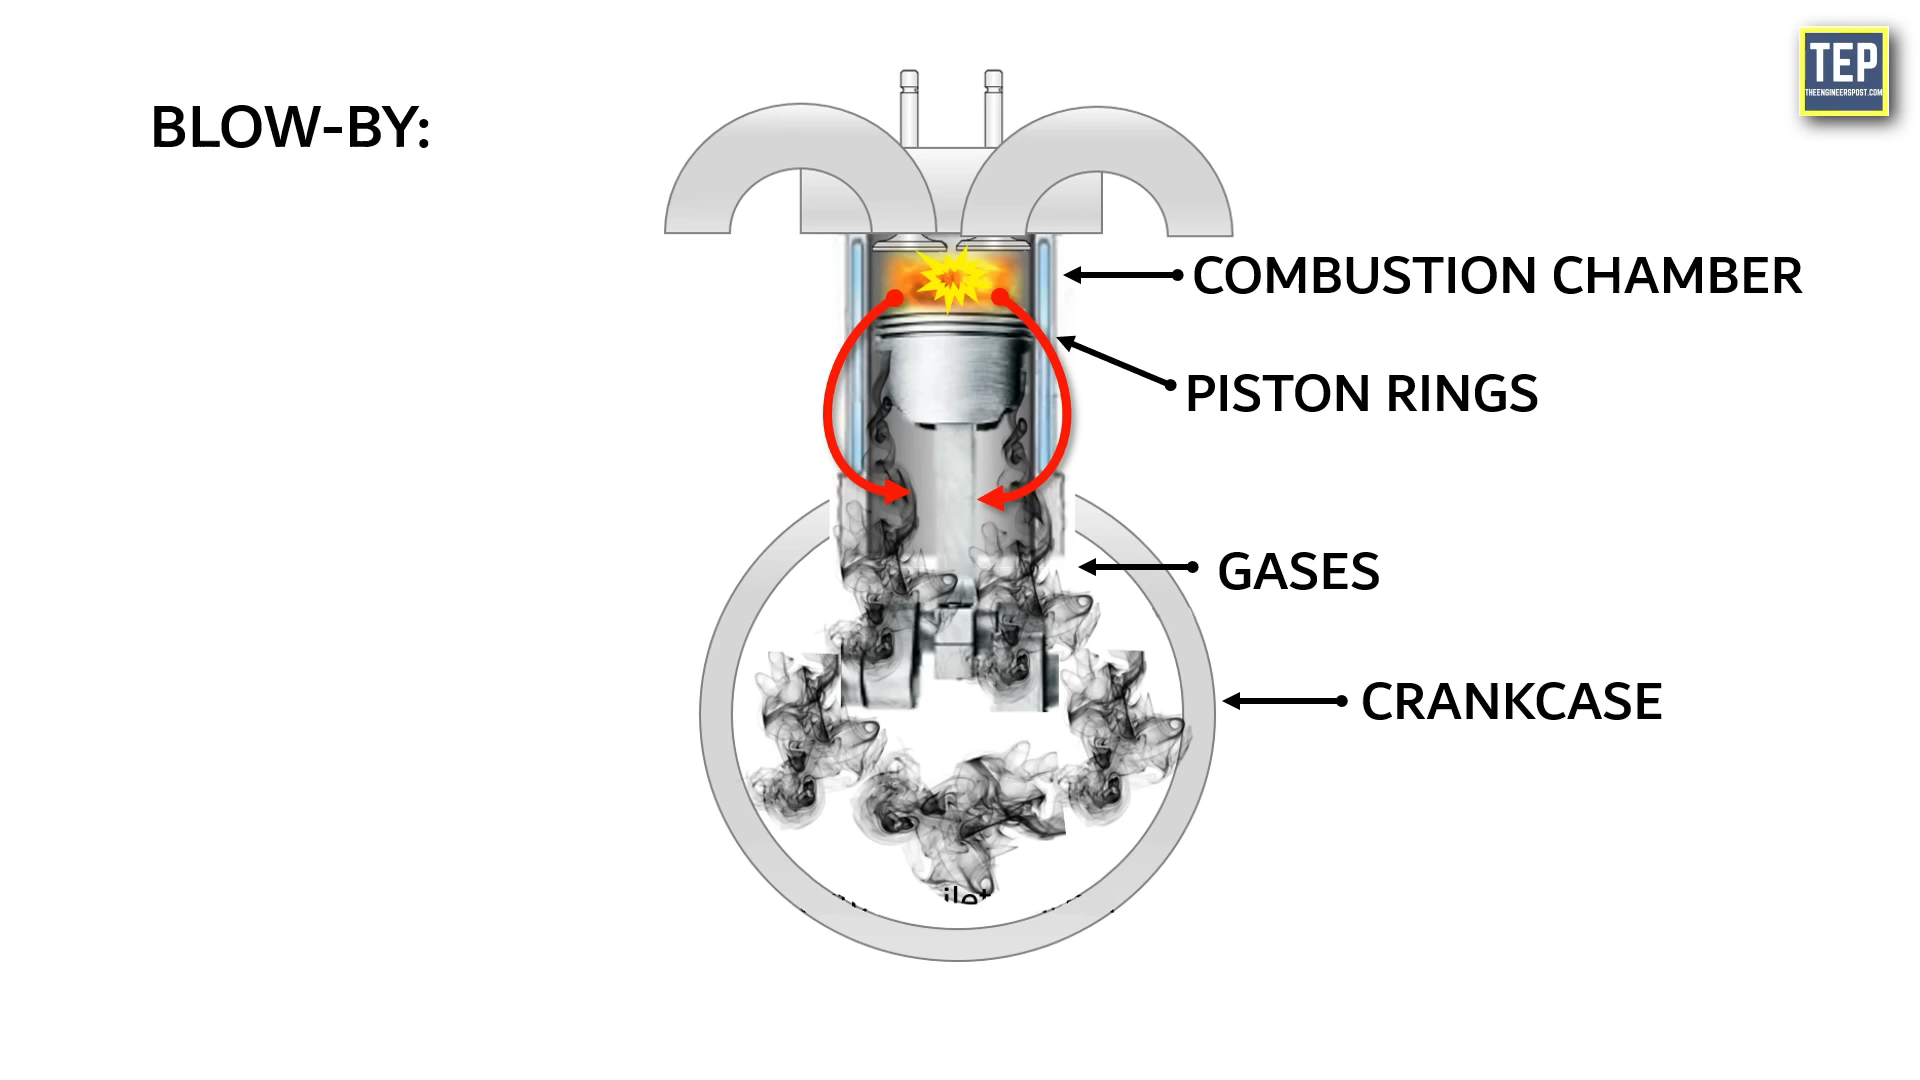 BLOW-BY:
TEP
THEENGINEERSPOST.COM
COMBUSTION CHAMBER
PISTON RINGS
GASES
CRANKCASE